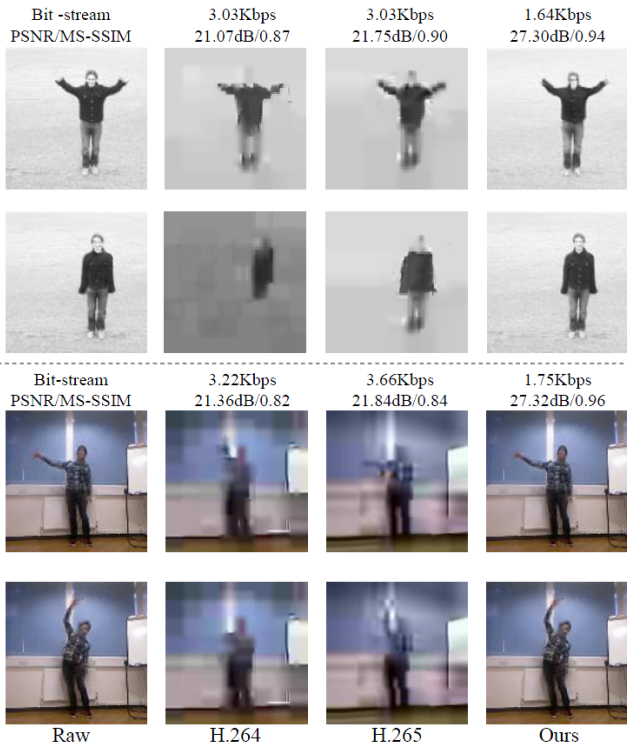 Bit -stream 3.03Kbps 3.03Kbps 1.64Kbps
PSNR/MS-SSIM 21.07dB/0.87 21.75dB/0.90 27.30dB/0.94
Bit-stream 3.22Kbps 3.66Kbps 1.75Kbps
PSNR/MS-SSIM 21.36dB/0.82 21.84dB/0.84 27.32dB/0.96
Raw H.264 H.265 Ours